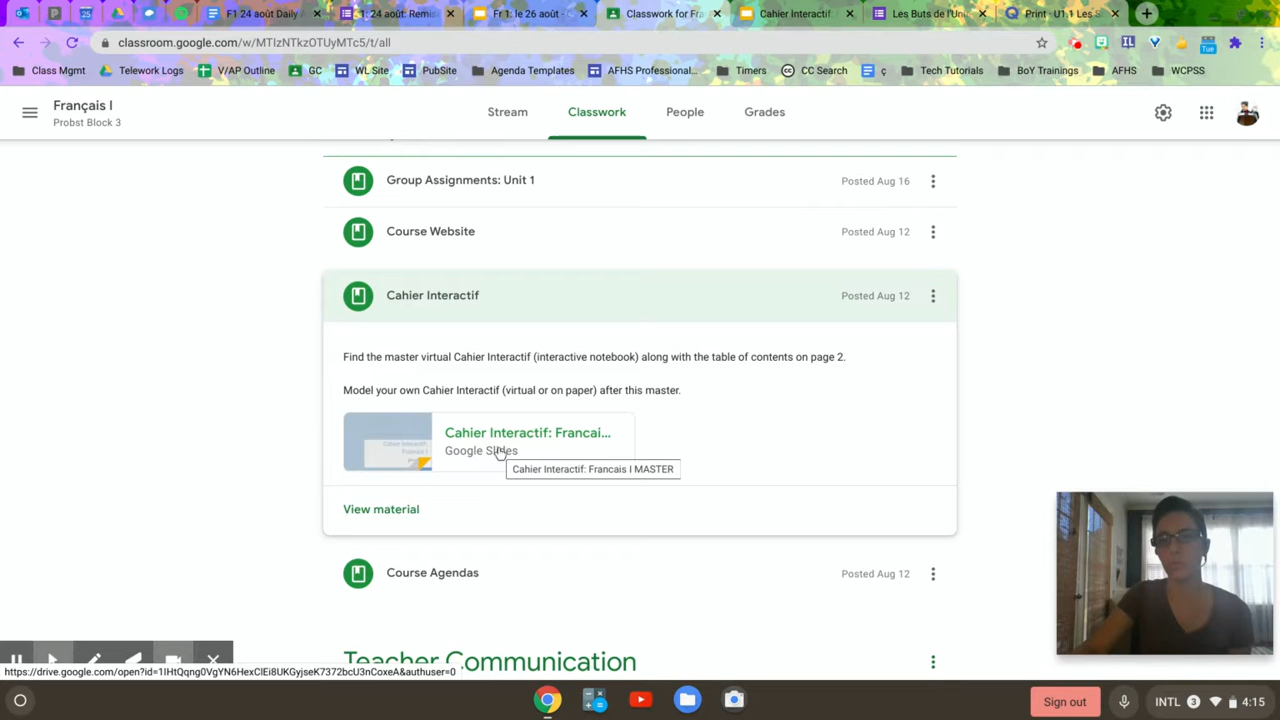 F1 24 août Daily A
1: 24 août: Remis
Fr 1: le 26 août - C
Classwork for Fra
Cahier Interactif
Les Buts de l'Uni
Print - U1.1 Les S
classroom.google.com/w/MTIzNTkzOTUyMTc5/t/all
Tue
Class Mgmt
Telework Logs
V/AP Outline
GC
WL Site
PubSite
Agenda Templates
AFHS Professional...
Timers
CC Search
ç
Tech Tutorials
BoY Trainings
AFHS
WCPSS
Français I
Probst Block 3
Stream
Classwork
People
Grades
Group Assignments: Unit 1
Posted Aug 16
Course Website
Posted Aug 12
Cahier Interactif
Posted Aug 12
Find the master virtual Cahier Interactif (interactive notebook) along with the table of contents on page 2.
Model your own Cahier Interactif (virtual or on paper) after this master.
Cahier Interactif: Francai...
Google Slides
Cahier Interactif: Francais I MASTER
View material
Course Agendas
Posted Aug 12
Teacher Communication
https://drive.google.com/open?id=1IHtQqng0VgYN6HexClEi8UKGyjseK7372bcU3nCoxeA&authuser=0
Sign out
INTL
3
4:15